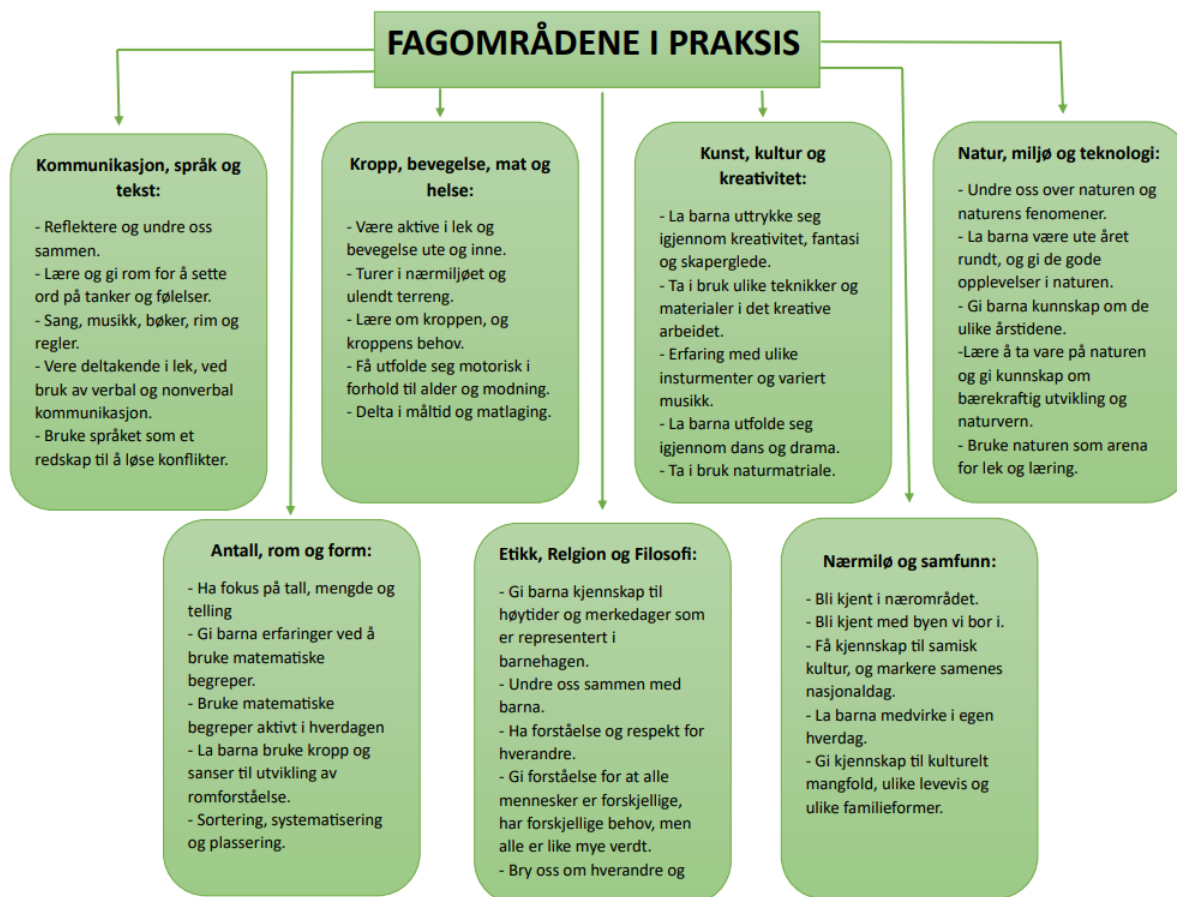 FAGOMRÅDENE I PRAKSIS
Kommunikasjon, språk og
tekst:
- Reflektere og undre oss
sammen.
- Lære og gi rom for å sette
ord på tanker og følelser.
- Sang, musikk, bøker, rim og
regler.
- Vere deltakende i lek, ved
bruk av verbal og nonverbal
kommunikasjon.
- Bruke språket som et
redskap til å løse konflikter.
Kropp, bevegelse, mat og
helse:
- Være aktive i lek og
bevegelse ute og inne.
- Turer i nærmiljøet og
ulendt terreng.
- Lære om kroppen, og
kroppens behov.
- Få utfolde seg motorisk i
forhold til alder og modning.
- Delta i måltid og matlaging.
Kunst, kultur og
kreativitet:
- La barna uttrykke seg
igjennom kreativitet, fantasi
og skaperglede.
- Ta i bruk ulike teknikker og
materialer i det kreative
arbeidet.
- Erfaring med ulike
insturmenter og variert
musikk.
- La barna utfolde seg
igjennom dans og drama.
- Ta i bruk naturmatriale.
Natur, miljø og teknologi:
- Undre oss over naturen og
naturens fenomener.
- La barna være ute året
rundt, og gi de gode
opplevelser i naturen.
- Gi barna kunnskap om de
ulike årstidene.
-Lære å ta vare på naturen
og gi kunnskap om
bærekraftig utvikling og
naturvern.
- Bruke naturen som arena
for lek og læring.
Antall, rom og form:
- Ha fokus på tall, mengde og
telling
- Gi barna erfaringer ved å
bruke matematiske
begreper.
- Bruke matematiske
begreper aktivt i hverdagen
- La barna bruke kropp og
sanser til utvikling av
romforståelse.
- Sortering, systematisering
og plassering.
Etikk, Relgion og Filosofi:
- Gi barna kjennskap til
høytider og merkedager som
er representert i
barnehagen.
- Undre oss sammen med
barna.
- Ha forståelse og respekt for
hverandre.
- Gi forståelse for at alle
mennesker er forskjellige,
har forskjellige behov, men
alle er like mye verdt.
- Bry oss om hverandre og
Nærmilø og samfunn:
- Bli kjent i nærområdet.
- Bli kjent med byen vi bor i.
- Få kjennskap til samisk
kultur, og markere samenes
nasjonaldag.
- La barna medvirke i egen
hverdag.
- Gi kjennskap til kulturelt
mangfold, ulike levevis og
ulike familieformer.